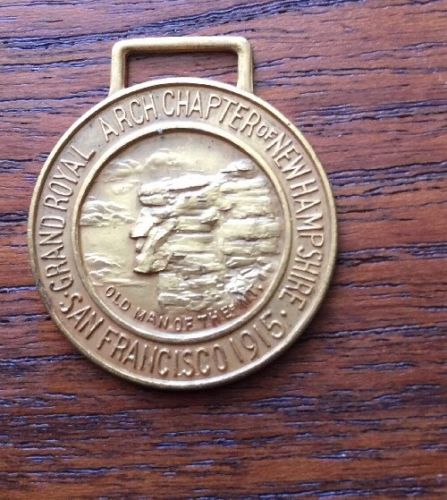 GRAND ROYAL ARCH CHAPTER OF NEW HAMPSHIRE
OLD MAN OF THE MT.
· SAN FRANCISCO 1915 ·